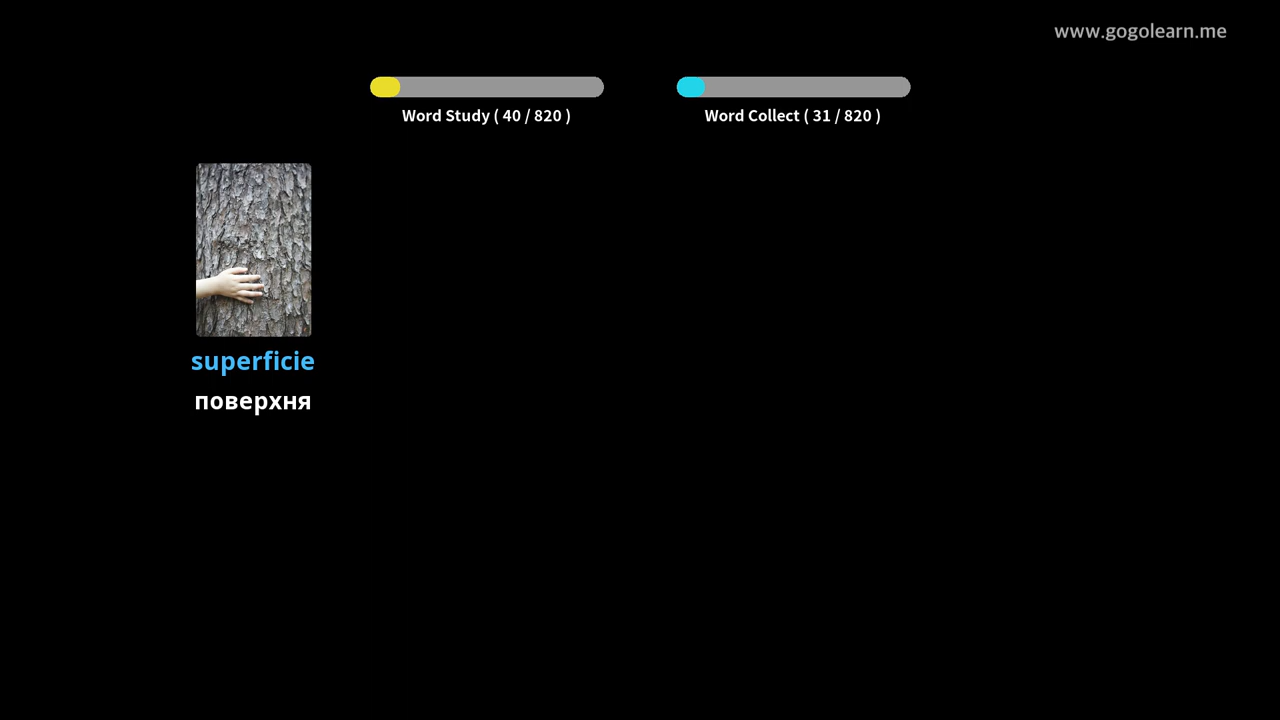 www.gogolearn.me
Word Study ( 40 / 820 )
Word Collect ( 31 / 820 )
superficie
поверхня